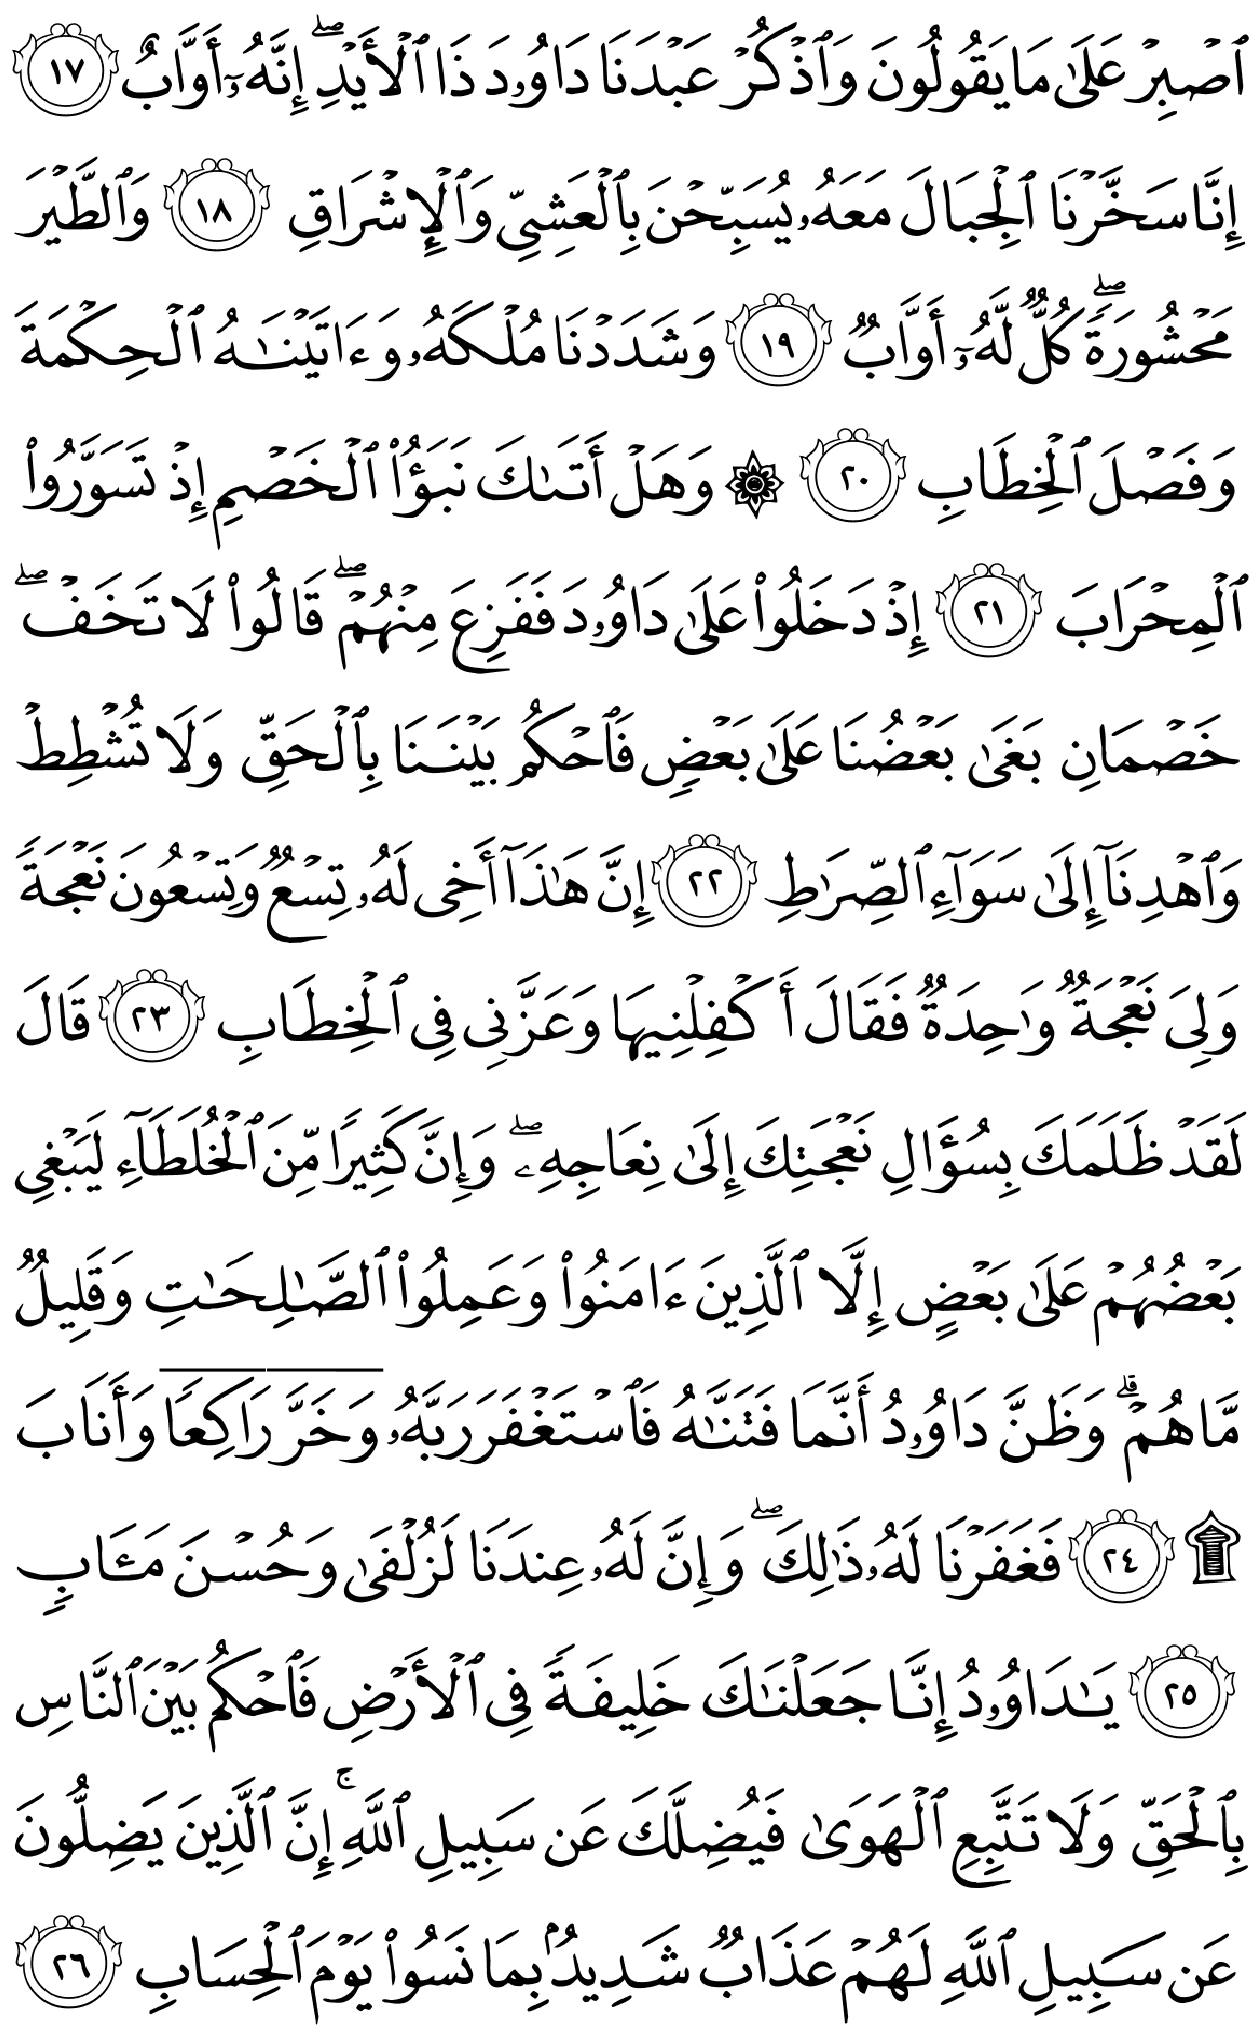 ٱصۡبِرۡ عَلَىٰ مَا يَقُولُونَ وَٱذۡكُرۡ عَبۡدَنَا دَاوُۥدَ ذَا ٱلۡأَيۡدِۖ إِنَّهُۥٓ أَوَّابٌ ١٧
إِنَّا سَخَّرۡنَا ٱلۡجِبَالَ مَعَهُۥ يُسَبِّحۡنَ بِٱلۡعَشِيِّ وَٱلۡإِشۡرَاقِ ١٨ وَٱلطَّيۡرَ
مَحۡشُورَةٗۖ كُلّٞ لَّهُۥٓ أَوَّابٞ ١٩ وَشَدَدۡنَا مُلۡكَهُۥ وَءَاتَيۡنَٰهُ ٱلۡحِكۡمَةَ
وَفَصۡلَ ٱلۡخِطَابِ ٢٠ ۞ وَهَلۡ أَتَىٰكَ نَبَؤُاْ ٱلۡخَصۡمِ إِذۡ تَسَوَّرُواْ
ٱلۡمِحۡرَابَ ٢١ إِذۡ دَخَلُواْ عَلَىٰ دَاوُۥدَ فَفَزِعَ مِنۡهُمۡۖ قَالُواْ لَا تَخَفۡۖ
خَصۡمَانِ بَغَىٰ بَعۡضُنَا عَلَىٰ بَعۡضٖ فَٱحۡكُم بَيۡنَنَا بِٱلۡحَقِّ وَلَا تُشۡطِطۡ
وَٱهۡدِنَآ إِلَىٰ سَوَآءِ ٱلصِّرَٰطِ ٢٢ إِنَّ هَٰذَآ أَخِي لَهُۥ تِسۡعٞ وَتِسۡعُونَ نَعۡجَةٗ
وَلِيَ نَعۡجَةٞ وَٰحِدَةٞ فَقَالَ أَكۡفِلۡنِيهَا وَعَزَّنِي فِي ٱلۡخِطَابِ ٢٣ قَالَ
لَقَدۡ ظَلَمَكَ بِسُؤَالِ نَعۡجَتِكَ إِلَىٰ نِعَاجِهِۦۖ وَإِنَّ كَثِيرٗا مِّنَ ٱلۡخُلَطَآءِ لَيَبۡغِي
بَعۡضُهُمۡ عَلَىٰ بَعۡضٍ إِلَّا ٱلَّذِينَ ءَامَنُواْ وَعَمِلُواْ ٱلصَّٰلِحَٰتِ وَقَلِيلٞ
مَّا هُمۡۗ وَظَنَّ دَاوُۥدُ أَنَّمَا فَتَنَّٰهُ فَٱسۡتَغۡفَرَ رَبَّهُۥ وَخَرَّۤ رَاكِعٗاۤ وَأَنَابَ
۩ ٢٤ فَغَفَرۡنَا لَهُۥ ذَٰلِكَۖ وَإِنَّ لَهُۥ عِندَنَا لَزُلۡفَىٰ وَحُسۡنَ مَـَٔابٖ
٢٥ يَٰدَاوُۥدُ إِنَّا جَعَلۡنَٰكَ خَلِيفَةٗ فِي ٱلۡأَرۡضِ فَٱحۡكُم بَيۡنَ ٱلنَّاسِ
بِٱلۡحَقِّ وَلَا تَتَّبِعِ ٱلۡهَوَىٰ فَيُضِلَّكَ عَن سَبِيلِ ٱللَّهِۚ إِنَّ ٱلَّذِينَ يَضِلُّونَ
عَن سَبِيلِ ٱللَّهِ لَهُمۡ عَذَابٞ شَدِيدُۢ بِمَا نَسُواْ يَوۡمَ ٱلۡحِسَابِ ٢٦